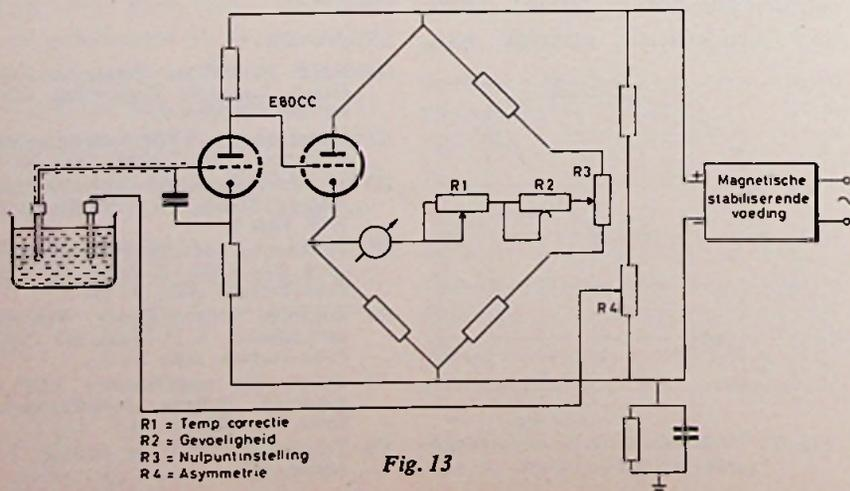 E80CC
R1
R2
R3
R4
+
Magnetische
stabiliserende
voeding
−
R1 = Temp correctie
R2 = Gevoeligheid
R3 = Nulpuntinstelling
R4 = Asymmetrie
Fig. 13